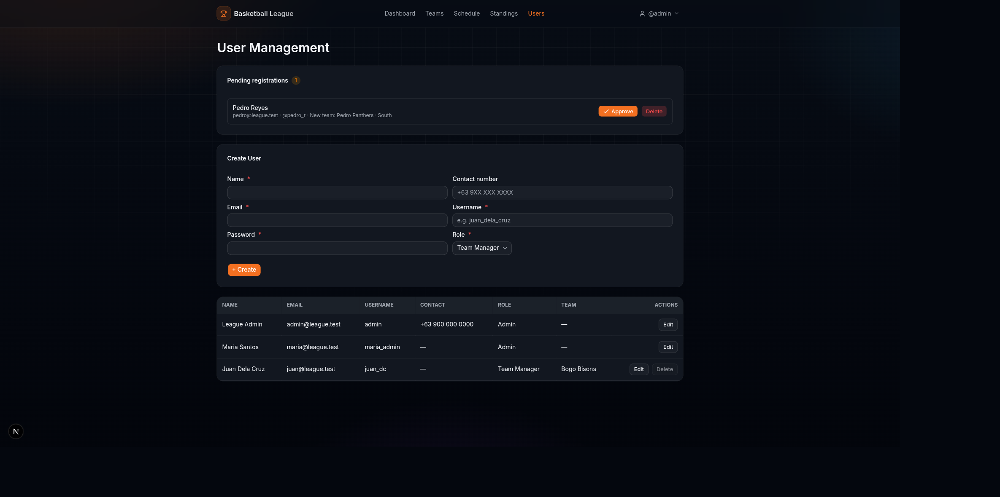 Basketball League Dashboard Teams Schedule Standings Users @admin
User Management
Pending registrations 1
Pedro Reyes
pedro@league.test · @pedro_r · New team: Pedro Panthers · South
Approve Delete
Create User
Name * Contact number
+63 9XX XXX XXXX
Email * Username *
e.g. juan_dela_cruz
Password * Role *
Team Manager
+ Create
NAME EMAIL USERNAME CONTACT ROLE TEAM ACTIONS
League Admin admin@league.test admin +63 900 000 0000 Admin — Edit
Maria Santos maria@league.test maria_admin — Admin — Edit
Juan Dela Cruz juan@league.test juan_dc — Team Manager Bogo Bisons Edit Delete
N